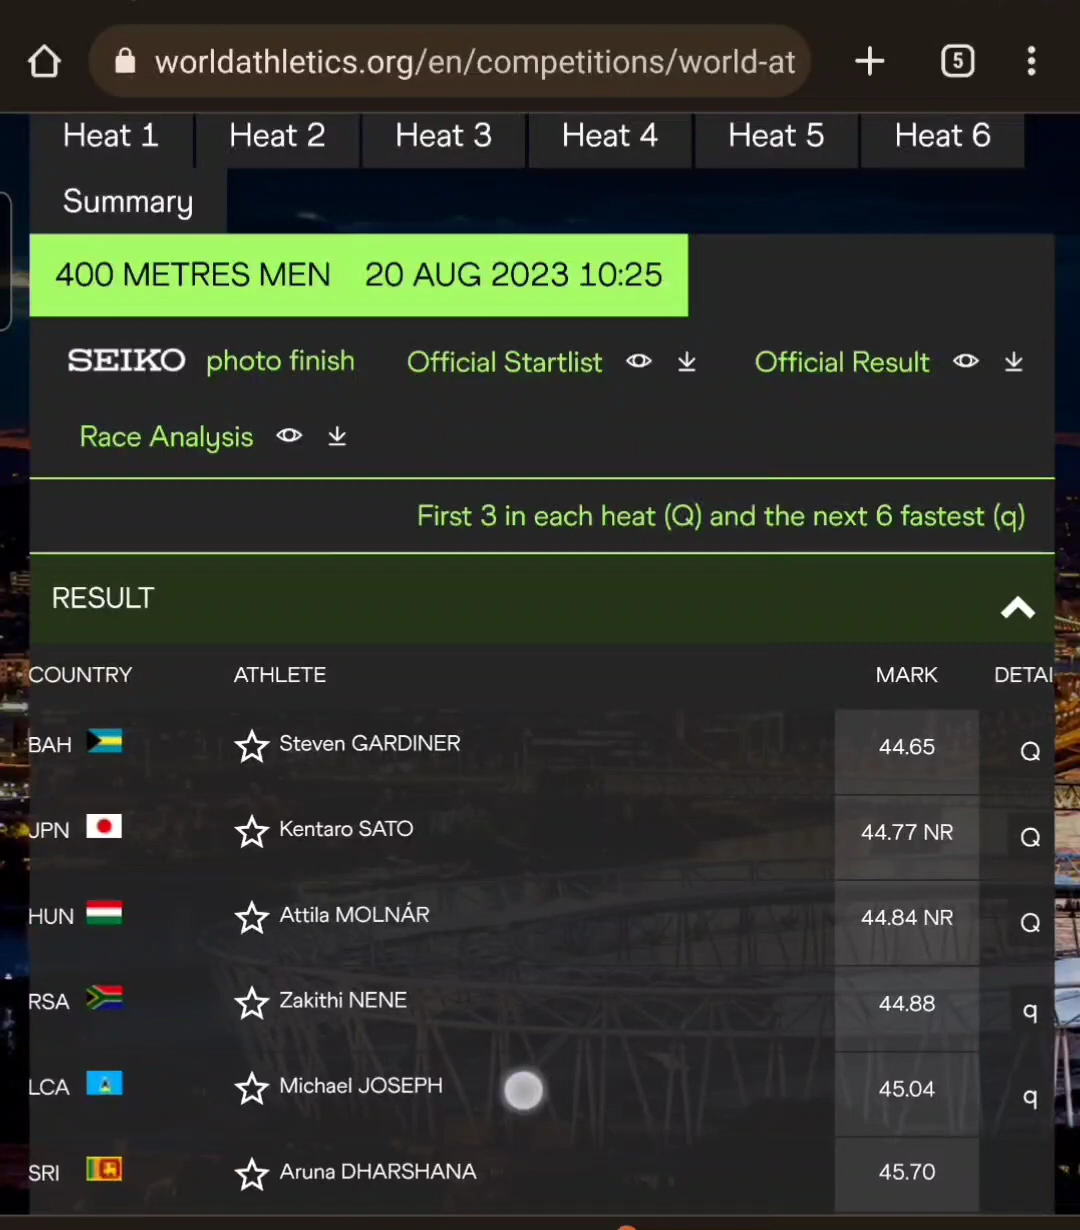 worldathletics.org/en/competitions/world-at
5
Heat 1 Heat 2 Heat 3 Heat 4 Heat 5 Heat 6
Summary
400 METRES MEN 20 AUG 2023 10:25
SEIKO photo finish Official Startlist Official Result
Race Analysis
First 3 in each heat (Q) and the next 6 fastest (q)
RESULT
COUNTRY ATHLETE MARK DETAI
BAH Steven GARDINER 44.65 Q
JPN Kentaro SATO 44.77 NR Q
HUN Attila MOLNÁR 44.84 NR Q
RSA Zakithi NENE 44.88 q
LCA Michael JOSEPH 45.04 q
SRI Aruna DHARSHANA 45.70